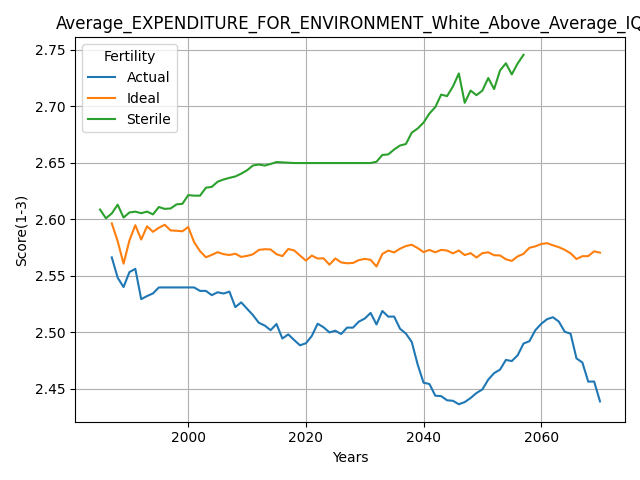 Average_EXPENDITURE_FOR_ENVIRONMENT_White_Above_Average_IQ
Score(1-3)
2.75
2.70
2.65
2.60
2.55
2.50
2.45
Fertility
Actual
Ideal
Sterile
2000
2020
2040
2060
Years